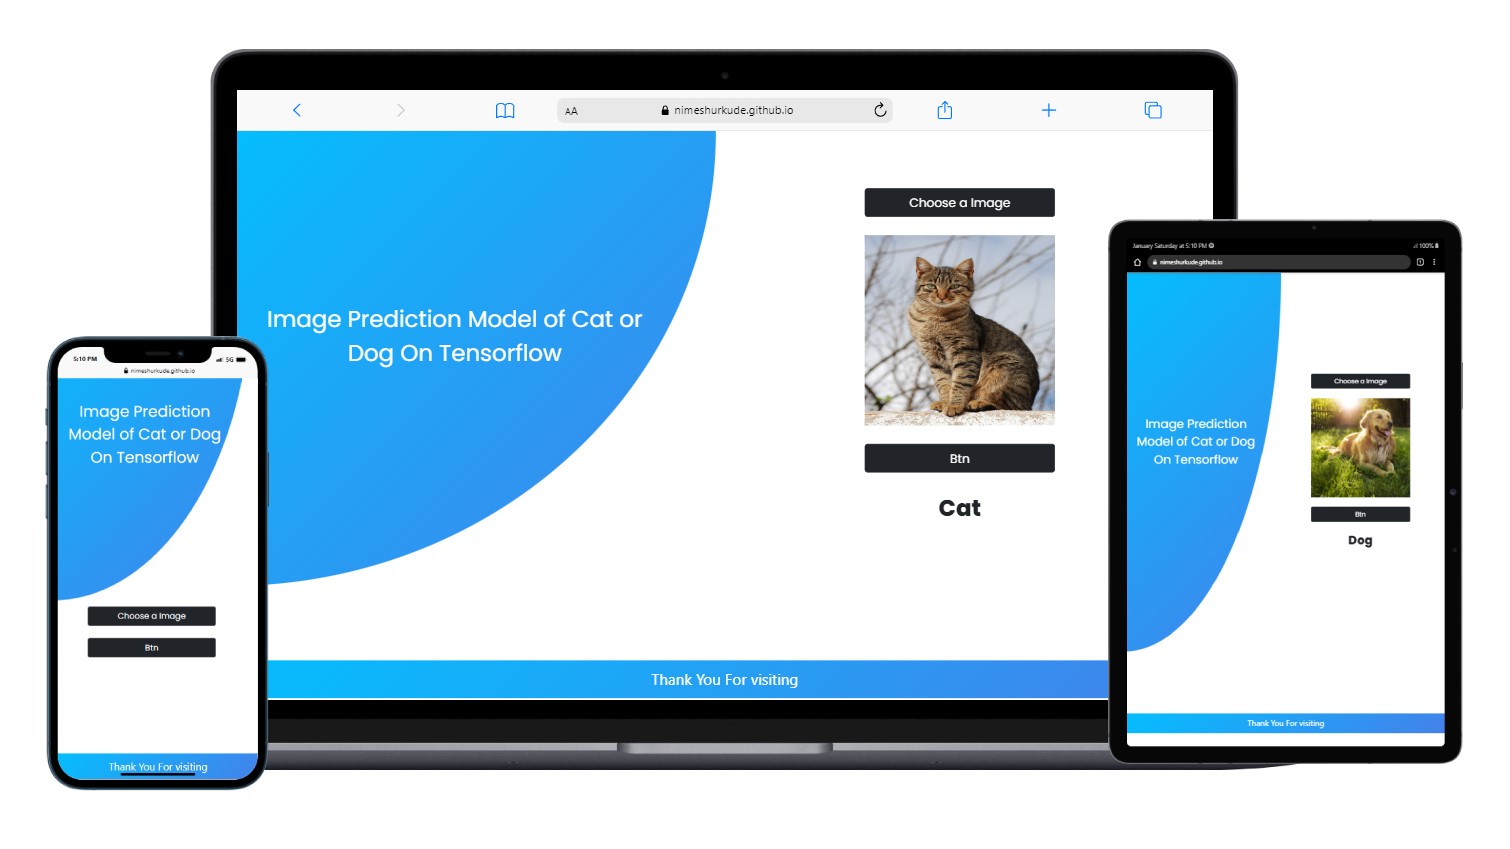 AA
nimeshurkude.github.io
Image Prediction Model of Cat or
Dog On Tensorflow
Choose a Image
Btn
Cat
Thank You For visiting
5:10 PM
5G
nimeshurkude.github.io
Image Prediction
Model of Cat or Dog
On Tensorflow
Choose a Image
Btn
Thank You For visiting
January Saturday at 5:10 PM
100%
nimeshurkude.github.io
Image Prediction
Model of Cat or Dog
On Tensorflow
Choose a Image
Btn
Dog
Thank You For visiting